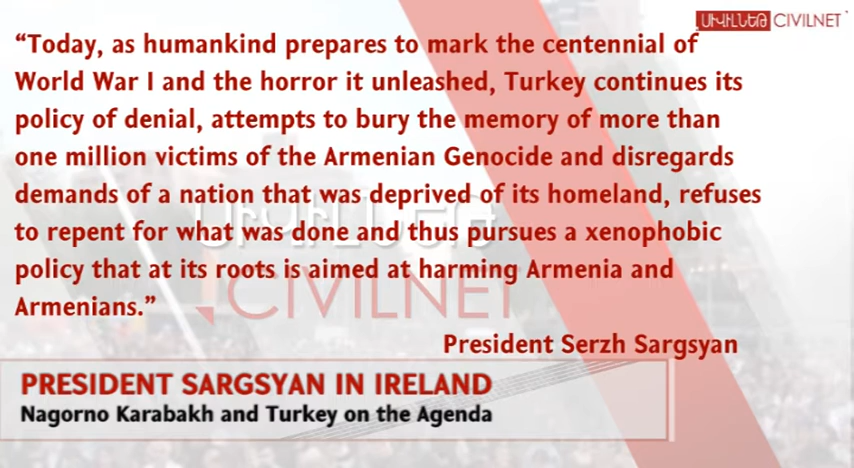 ՍԻՎԻԼՆԵԹ CIVILNET
“Today, as humankind prepares to mark the centennial of
World War I and the horror it unleashed, Turkey continues its
policy of denial, attempts to bury the memory of more than
one million victims of the Armenian Genocide and disregards
demands of a nation that was deprived of its homeland, refuses
to repent for what was done and thus pursues a xenophobic
policy that at its roots is aimed at harming Armenia and
Armenians.”
ՍԻՎԻԼՆԵԹ
CIVILNET
President Serzh Sargsyan
PRESIDENT SARGSYAN IN IRELAND
Nagorno Karabakh and Turkey on the Agenda